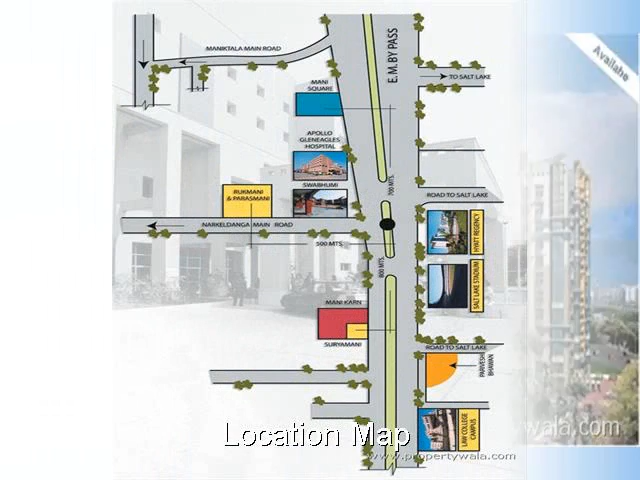 MANIKTALA MAIN ROAD
E.M. BY PASS
Availabe
TO SALT LAKE
MANI
SQUARE
APOLLO
GLENEAGLES
HOSPITAL
SWABHUMI
700 MTS.
RUKMANI
& PARASMANI
ROAD TO SALT LAKE
NARKELDANGA MAIN ROAD
HYATT REGENCY
500 MTS.
800 MTS.
SALT LAKE STADIUM
MANI KARN
SURYAMANI
ROAD TO SALT LAKE
PARIVESH
BHAWAN
LAW COLLEGE
CAMPUS
wala.com
Location Map
www.propertywala.com